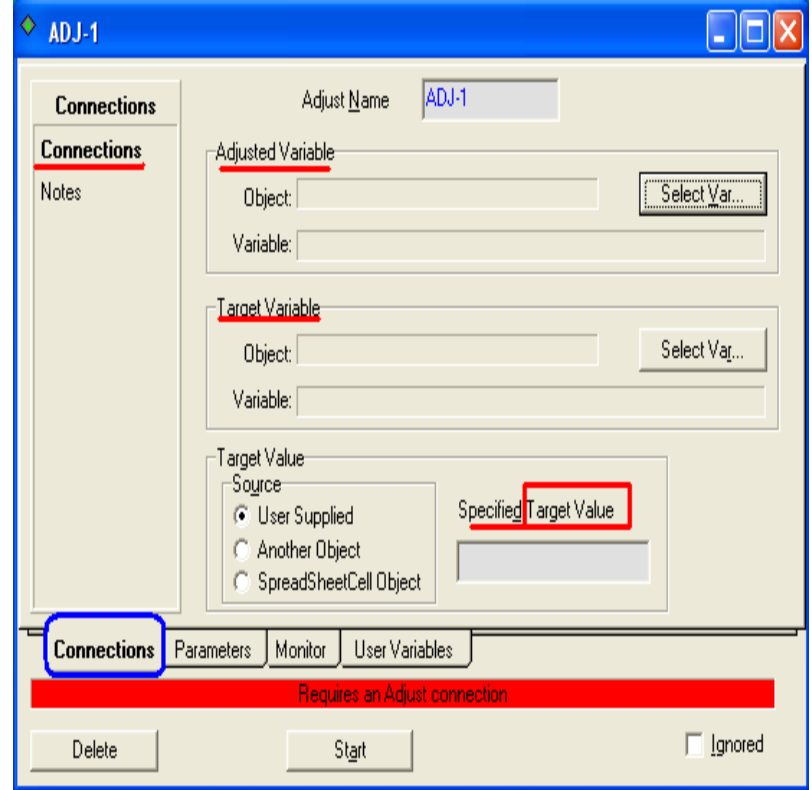 ADJ-1
Connections
Connections
Notes
Adjust Name
ADJ-1
Adjusted Variable
Object:
Select Var...
Variable:
Target Variable
Object:
Select Var...
Variable:
Target Value
Source
User Supplied
Another Object
SpreadSheetCell Object
Specified Target Value
Connections Parameters Monitor User Variables
Requires an Adjust connection
Delete Start Ignored